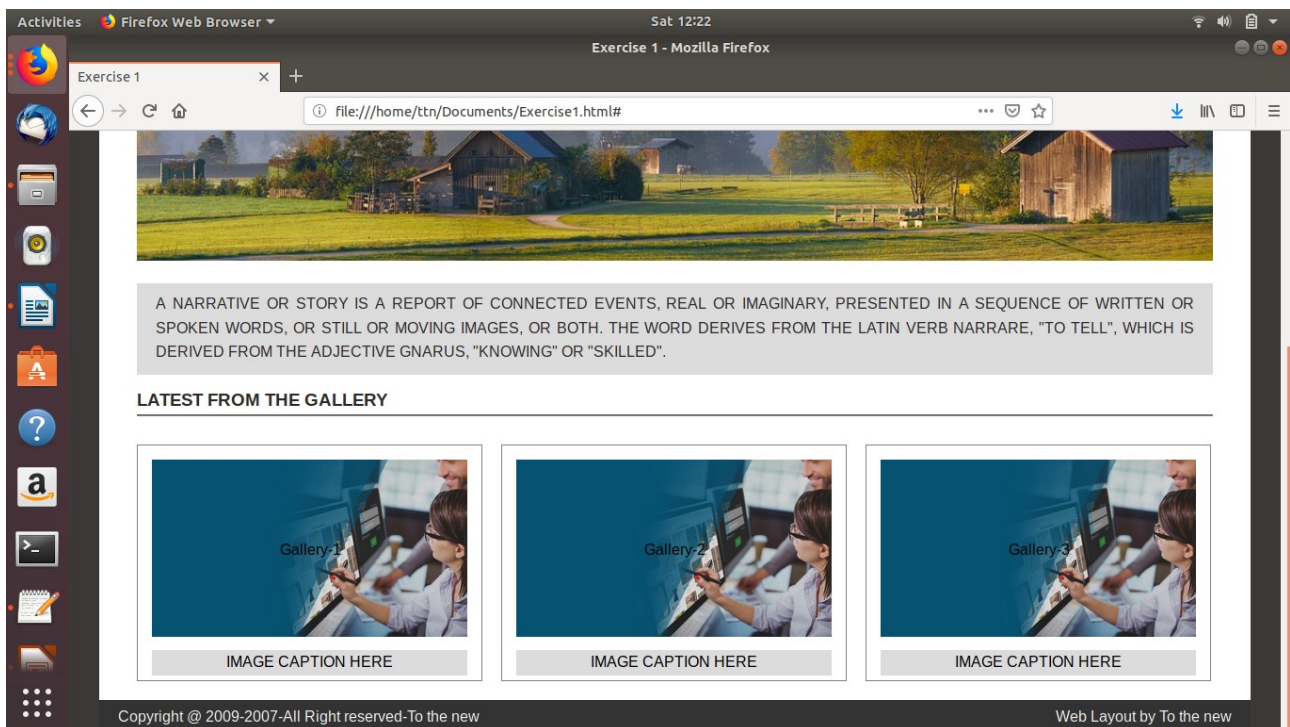 Activities Firefox Web Browser Sat 12:22
Exercise 1 - Mozilla Firefox
Exercise 1
file:///home/ttn/Documents/Exercise1.html#
A NARRATIVE OR STORY IS A REPORT OF CONNECTED EVENTS, REAL OR IMAGINARY, PRESENTED IN A SEQUENCE OF WRITTEN OR
SPOKEN WORDS, OR STILL OR MOVING IMAGES, OR BOTH. THE WORD DERIVES FROM THE LATIN VERB NARRARE, "TO TELL", WHICH IS
DERIVED FROM THE ADJECTIVE GNARUS, "KNOWING" OR "SKILLED".
LATEST FROM THE GALLERY
Gallery-1 Gallery-2 Gallery-3
IMAGE CAPTION HERE IMAGE CAPTION HERE IMAGE CAPTION HERE
Copyright @ 2009-2007-All Right reserved-To the new Web Layout by To the new